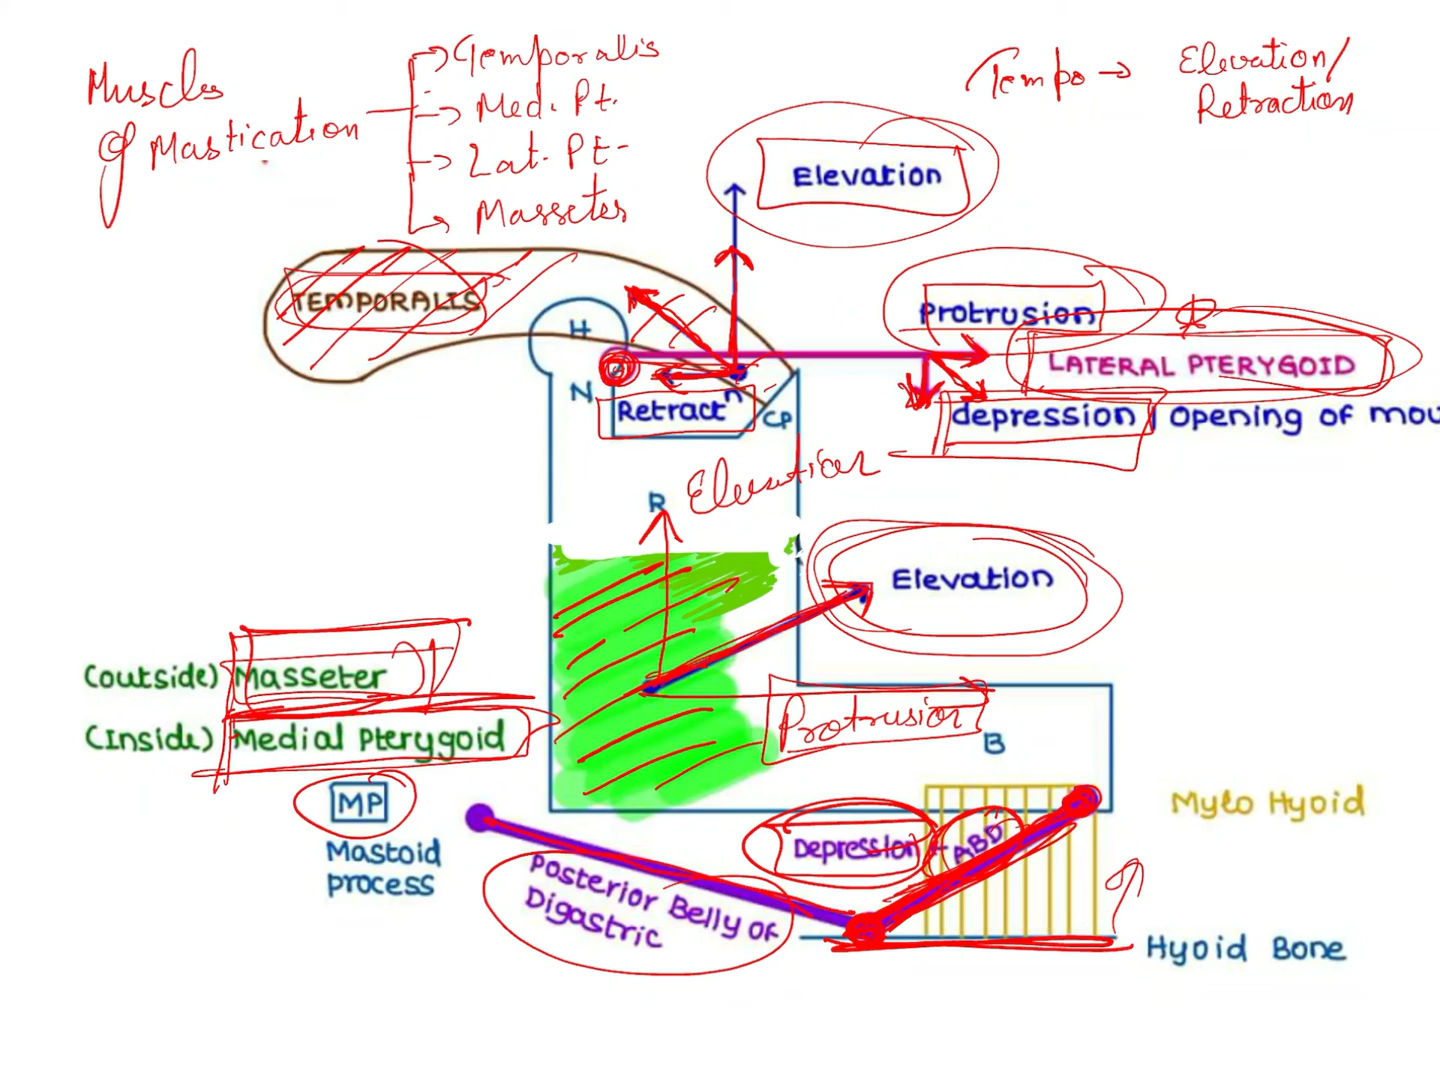 Muscles
of Mastication
Temporalis
Med. Pt.
Lat. Pt-
Masseter
Tempo → Elevation/
Retraction
Elevation
TEMPORALIS
H
Protrusion
LATERAL PTERYGOID
N
Retractⁿ
CP
depression / opening of mou
R
Elevation
Elevation
(outside) Masseter
(Inside) Medial Pterygoid
Protrusion
B
MP
Mastoid
process
Depression
ABD
Mylo Hyoid
Posterior Belly of
Digastric
Hyoid Bone